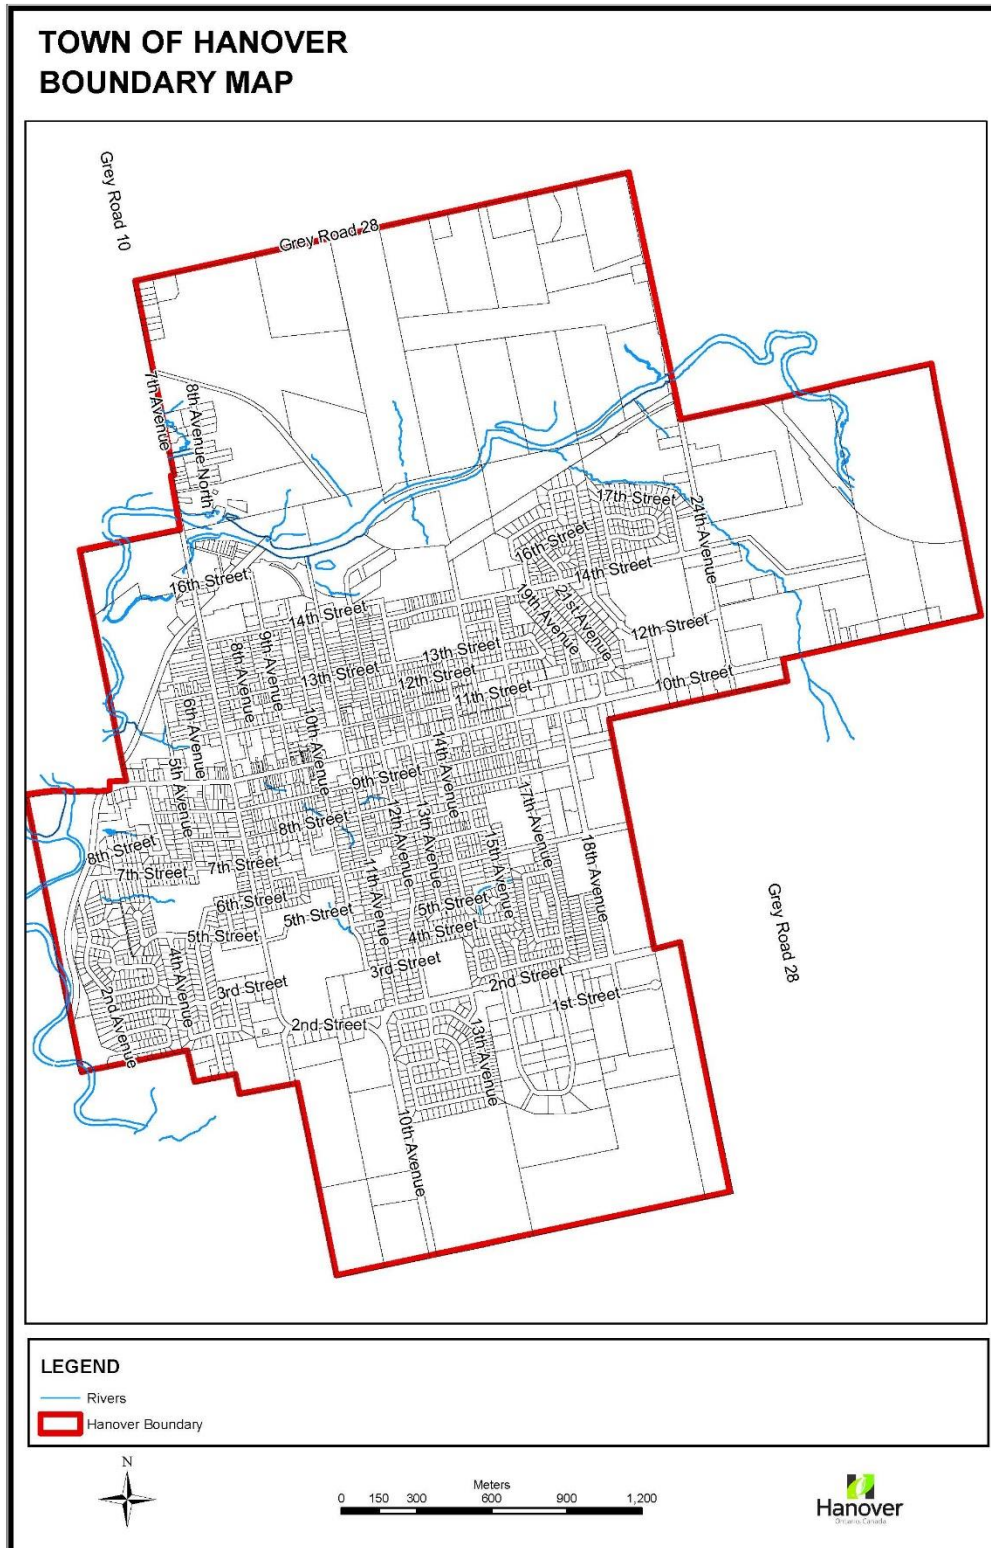 TOWN OF HANOVER
BOUNDARY MAP
Grey Road 10
Grey Road 28
7th Avenue
8th Avenue North
17th Street
24th Avenue
16th Street
14th Street
16th Street
19th Avenue
21st Avenue
14th Street
12th Street
9th Avenue
8th Avenue
13th Street
13th Street
12th Street
11th Street
10th Street
6th Avenue
10th Avenue
14th Avenue
5th Avenue
9th Street
17th Avenue
8th Street
12th Avenue
13th Avenue
15th Avenue
18th Avenue
8th Street
7th Street
7th Street
11th Avenue
6th Street
5th Street
5th Street
5th Street
4th Street
Grey Road 28
4th Avenue
3rd Street
3rd Street
2nd Street
2nd Avenue
1st Street
2nd Street
13th Avenue
10th Avenue
LEGEND
Rivers
Hanover Boundary
N
Meters
0 150 300 600 900 1,200
Hanover
Ontario, Canada